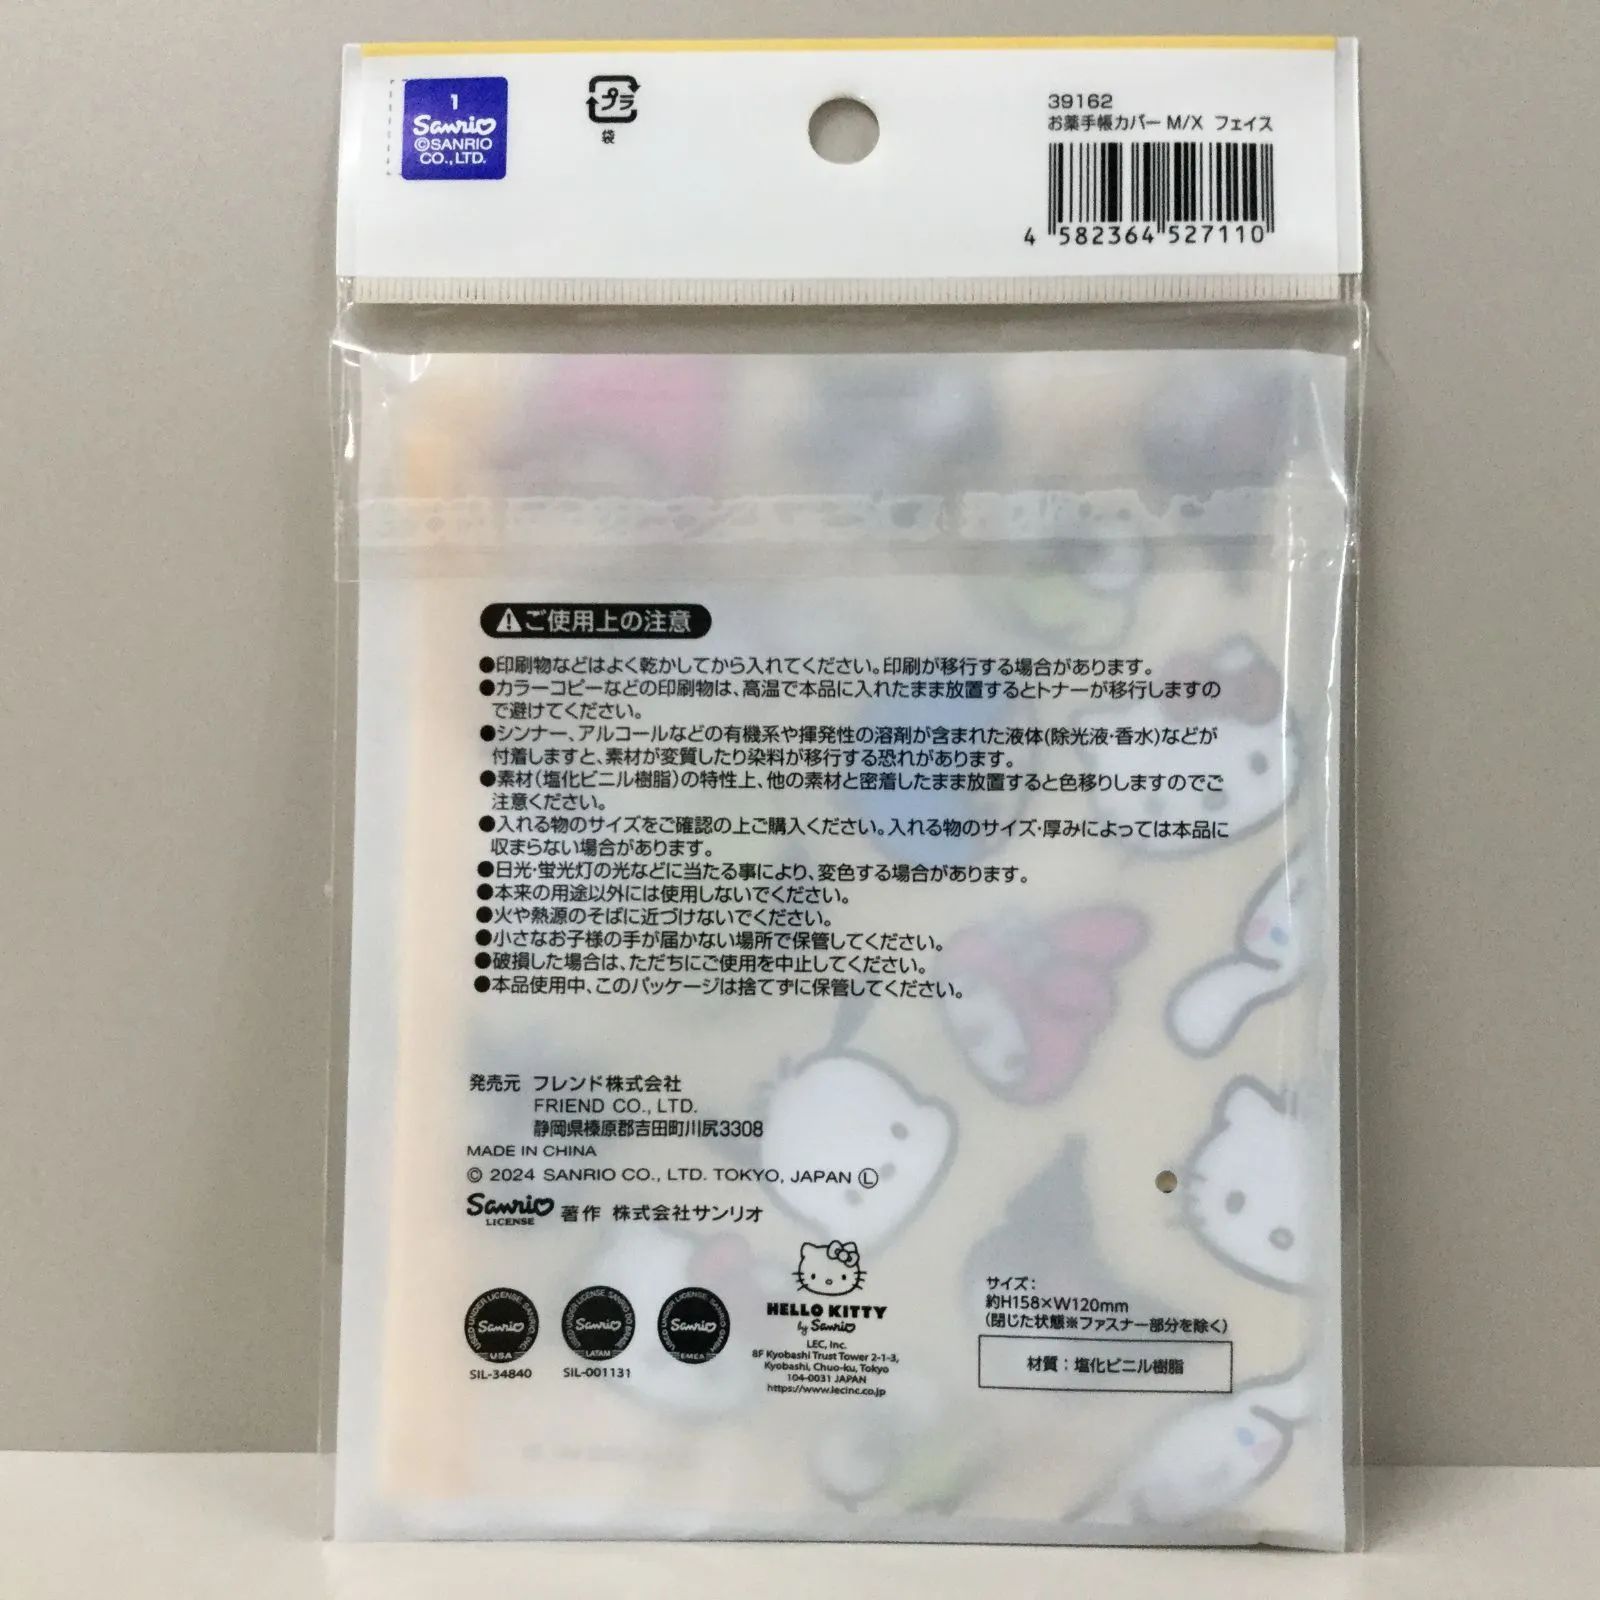 1
Sanrio
©SANRIO
CO.,LTD.
プラ
袋
39162
お薬手帳カバー M/X フェイス
4 582364 527110
ご使用上の注意
●印刷物などはよく乾かしてから入れてください。印刷が移行する場合があります。
●カラーコピーなどの印刷物は、高温で本品に入れたまま放置するとトナーが移行しますの
で避けてください。
●シンナー、アルコールなどの有機系や揮発性の溶剤が含まれた液体(除光液・香水)などが
付着しますと、素材が変質したり染料が移行する恐れがあります。
●素材(塩化ビニル樹脂)の特性上、他の素材と密着したまま放置すると色移りしますのでご
注意ください。
●入れる物のサイズをご確認の上ご購入ください。入れる物のサイズ・厚みによっては本品に
収まらない場合があります。
●日光・蛍光灯の光などに当たる事により、変色する場合があります。
●本来の用途以外には使用しないでください。
●火や熱源のそばに近づけないでください。
●小さなお子様の手が届かない場所で保管してください。
●破損した場合は、ただちにご使用を中止してください。
●本品使用中、このパッケージは捨てずに保管してください。
発売元 フレンド株式会社
FRIEND CO., LTD.
静岡県榛原郡吉田町川尻3308
MADE IN CHINA
© 2024 SANRIO CO., LTD. TOKYO, JAPAN Ⓛ
Sanrio
LICENSE
著作 株式会社サンリオ
USED UNDER LICENSE, SANRIO, INC.
Sanrio
USA
SIL-34840
USED UNDER LICENSE, SANRIO DO BRASIL
Sanrio
LATAM
SIL-001131
USED UNDER LICENSE, SANRIO GMBH
Sanrio
EMEA
HELLO KITTY
by Sanrio
LEC, Inc.
8F Kyobashi Trust Tower 2-1-3,
Kyobashi, Chuo-ku, Tokyo
104-0031 JAPAN
https://www.lecinc.co.jp
サイズ：
約H158×W120mm
(閉じた状態※ファスナー部分を除く)
材質：塩化ビニル樹脂